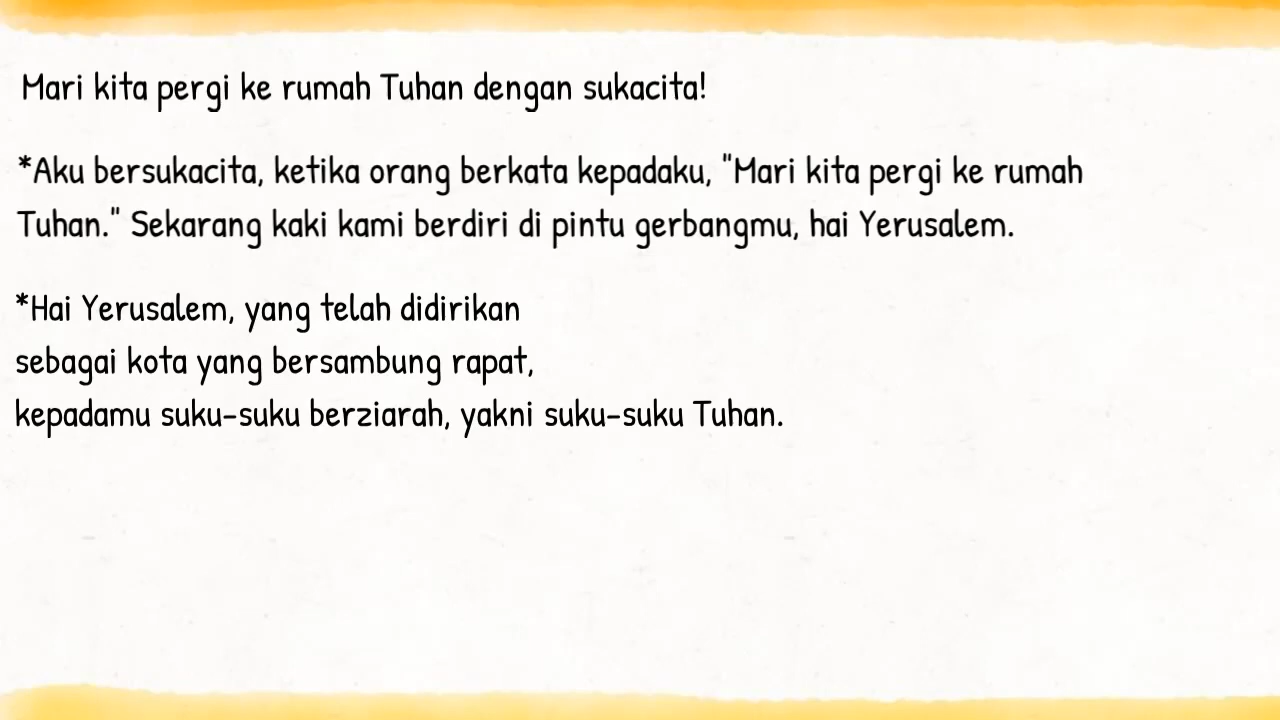 Mari kita pergi ke rumah Tuhan dengan sukacita!
*Aku bersukacita, ketika orang berkata kepadaku, "Mari kita pergi ke rumah
Tuhan." Sekarang kaki kami berdiri di pintu gerbangmu, hai Yerusalem.
*Hai Yerusalem, yang telah didirikan
sebagai kota yang bersambung rapat,
kepadamu suku-suku berziarah, yakni suku-suku Tuhan.